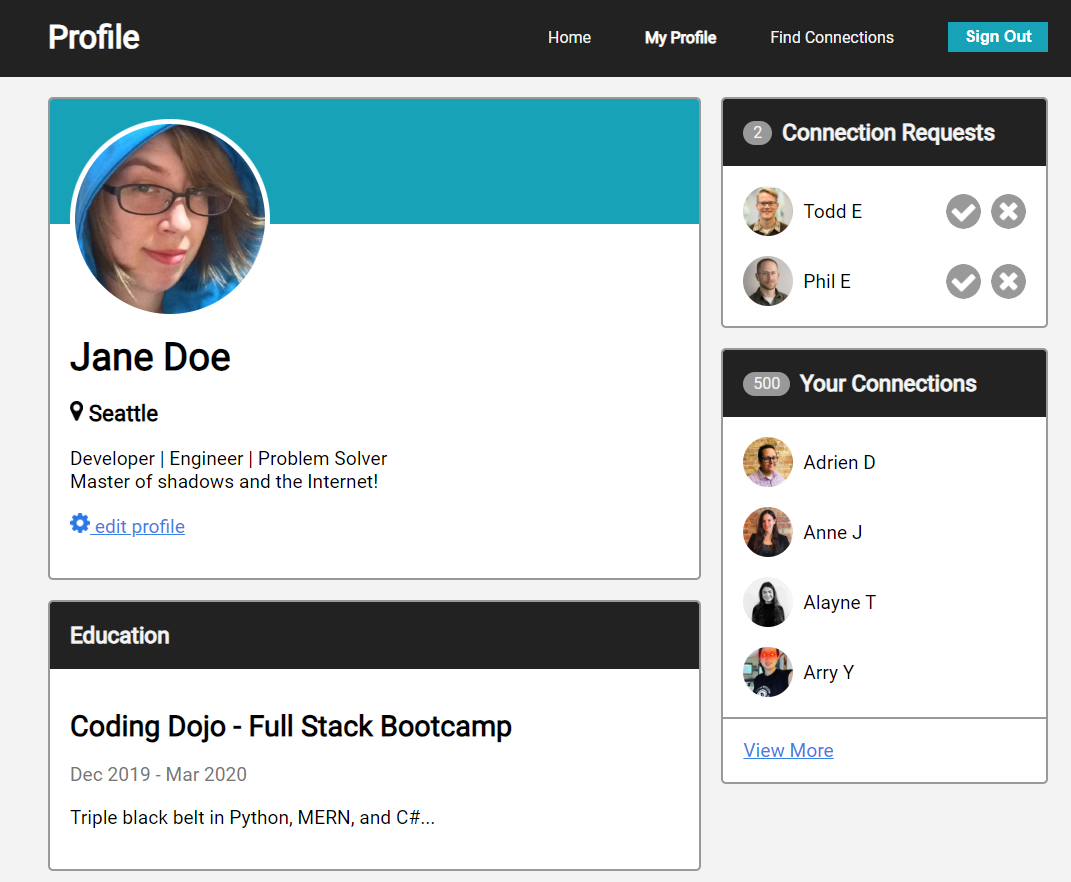 Profile
Home
My Profile
Find Connections
Sign Out
Jane Doe
Seattle
Developer | Engineer | Problem Solver
Master of shadows and the Internet!
edit profile
Education
Coding Dojo - Full Stack Bootcamp
Dec 2019 - Mar 2020
Triple black belt in Python, MERN, and C#...
2 Connection Requests
Todd E
Phil E
500 Your Connections
Adrien D
Anne J
Alayne T
Arry Y
View More